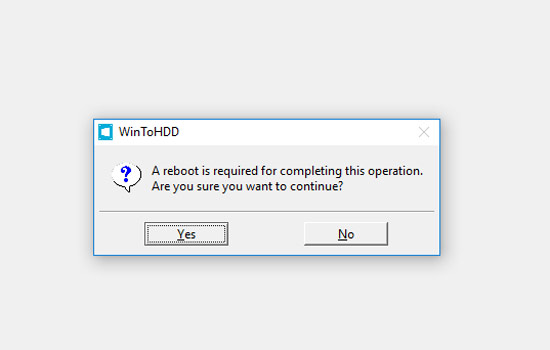 WinToHDD
A reboot is required for completing this operation.
Are you sure you want to continue?
Yes
No